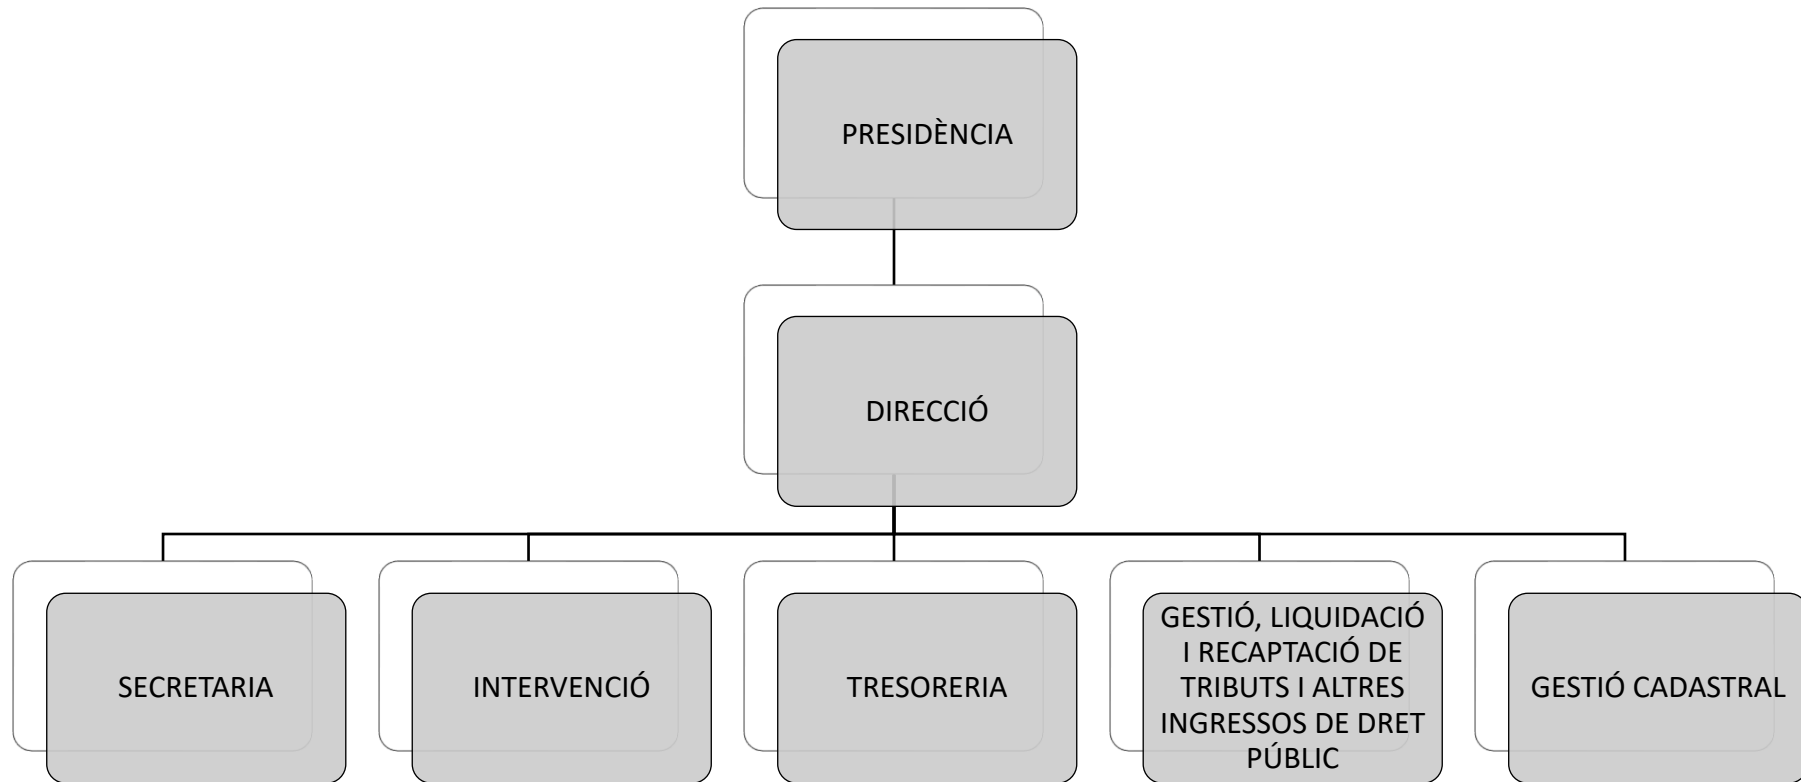 PRESIDÈNCIA
DIRECCIÓ
SECRETARIA
INTERVENCIÓ
TRESORERIA
GESTIÓ, LIQUIDACIÓ
I RECAPTACIÓ DE
TRIBUTS I ALTRES
INGRESSOS DE DRET
PÚBLIC
GESTIÓ CADASTRAL